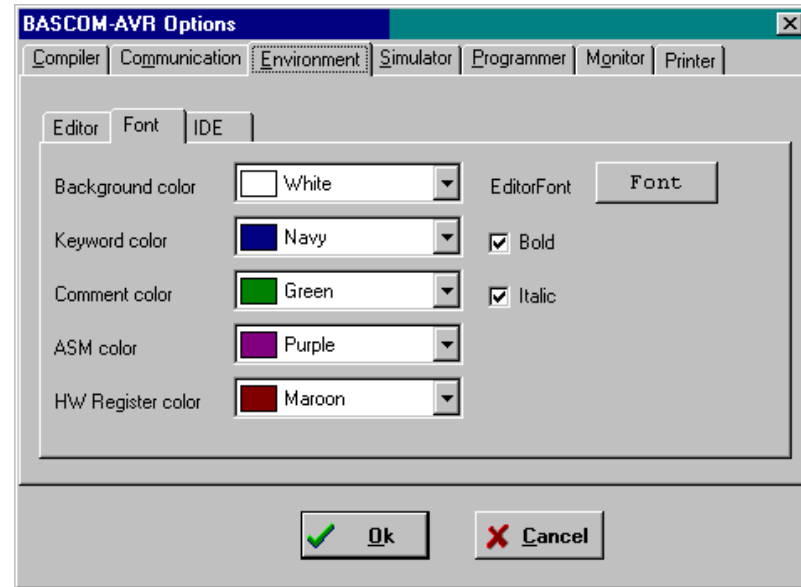 BASCOM-AVR Options
Compiler Communication Environment Simulator Programmer Monitor Printer
Editor Font IDE
Background color White EditorFont Font
Keyword color Navy Bold
Comment color Green Italic
ASM color Purple
HW Register color Maroon
Ok Cancel